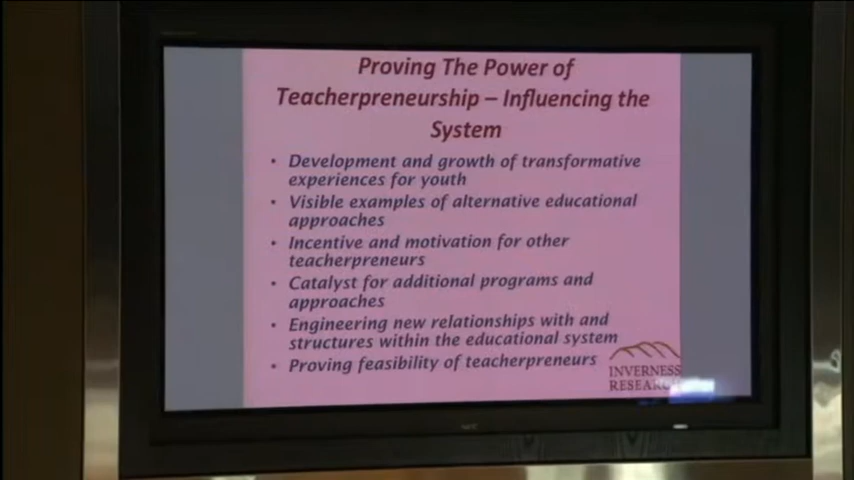 Proving The Power of
Teacherpreneurship – Influencing the
System
• Development and growth of transformative
experiences for youth
• Visible examples of alternative educational
approaches
• Incentive and motivation for other
teacherpreneurs
• Catalyst for additional programs and
approaches
• Engineering new relationships with and
structures within the educational system
• Proving feasibility of teacherpreneurs
INVERNESS
RESEARCH
NEC